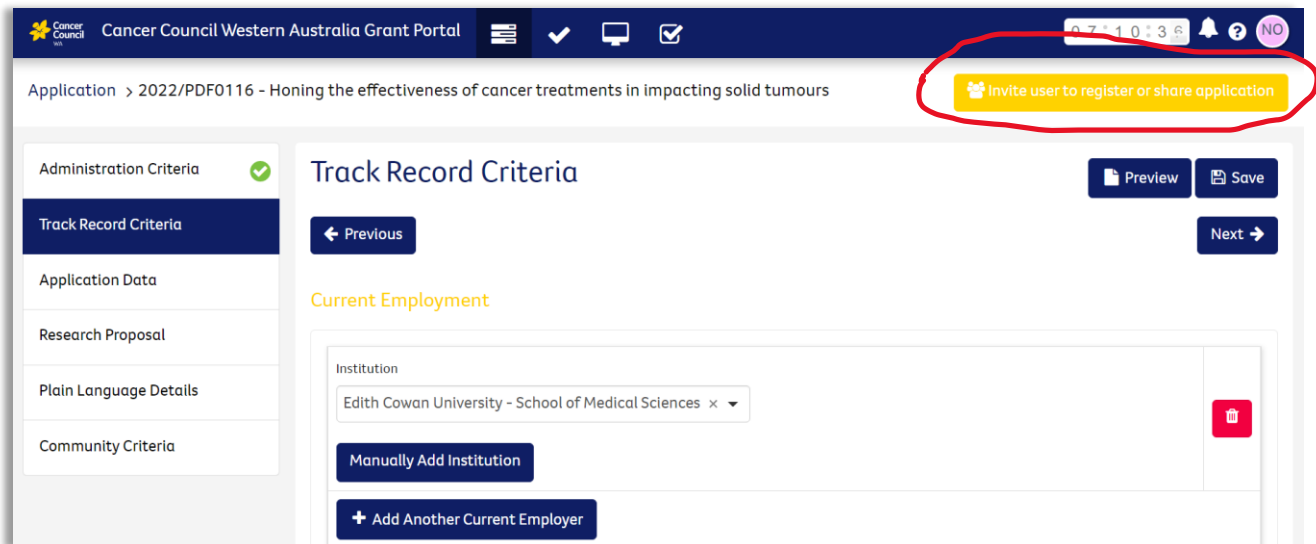 Cancer Council WA
Cancer Council Western Australia Grant Portal
07:10:36
NO
Application > 2022/PDF0116 - Honing the effectiveness of cancer treatments in impacting solid tumours
Invite user to register or share application
Administration Criteria
Track Record Criteria
Application Data
Research Proposal
Plain Language Details
Community Criteria
Track Record Criteria
Preview
Save
Previous
Next
Current Employment
Institution
Edith Cowan University - School of Medical Sciences ×
Manually Add Institution
+ Add Another Current Employer